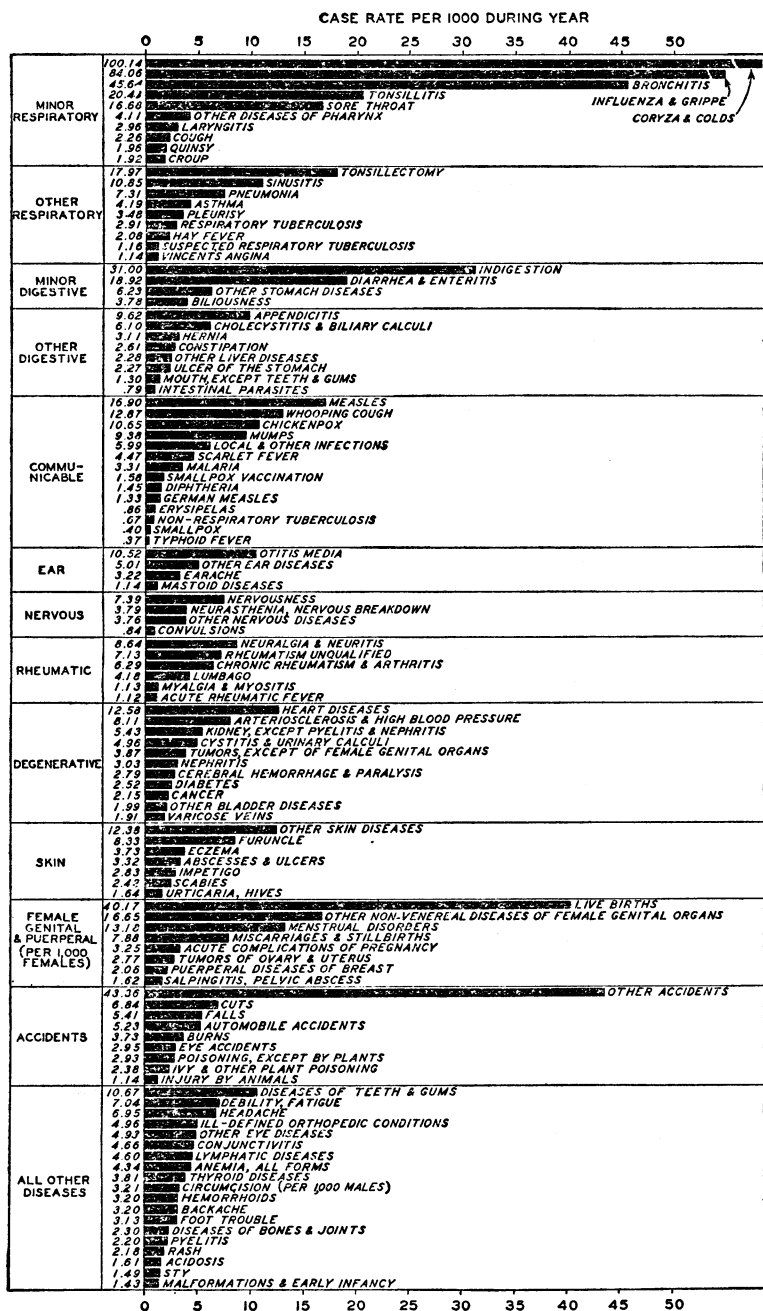 CASE RATE PER 1000 DURING YEAR
0 5 10 15 20 25 30 35 40 45 50
MINOR RESPIRATORY
100.14
84.06
INFLUENZA & GRIPPE
CORYZA & COLDS
45.64 BRONCHITIS
20.41 TONSILLITIS
16.68 SORE THROAT
4.11 OTHER DISEASES OF PHARYNX
2.96 LARYNGITIS
2.26 COUGH
1.96 QUINSY
1.92 CROUP
OTHER RESPIRATORY
17.97 TONSILLECTOMY
10.85 SINUSITIS
7.31 PNEUMONIA
4.19 ASTHMA
3.48 PLEURISY
2.91 RESPIRATORY TUBERCULOSIS
2.08 HAY FEVER
1.16 SUSPECTED RESPIRATORY TUBERCULOSIS
1.14 VINCENTS ANGINA
MINOR DIGESTIVE
31.00 INDIGESTION
18.92 DIARRHEA & ENTERITIS
6.23 OTHER STOMACH DISEASES
3.78 BILIOUSNESS
OTHER DIGESTIVE
9.62 APPENDICITIS
6.10 CHOLECYSTITIS & BILIARY CALCULI
3.11 HERNIA
2.61 CONSTIPATION
2.28 OTHER LIVER DISEASES
2.27 ULCER OF THE STOMACH
1.30 MOUTH, EXCEPT TEETH & GUMS
.79 INTESTINAL PARASITES
COMMU-
NICABLE
16.90 MEASLES
12.87 WHOOPING COUGH
10.65 CHICKENPOX
9.38 MUMPS
5.99 LOCAL & OTHER INFECTIONS
4.47 SCARLET FEVER
3.31 MALARIA
1.58 SMALLPOX VACCINATION
1.45 DIPHTHERIA
1.33 GERMAN MEASLES
.86 ERYSIPELAS
.67 NON-RESPIRATORY TUBERCULOSIS
.40 SMALLPOX
.37 TYPHOID FEVER
EAR
10.52 OTITIS MEDIA
5.01 OTHER EAR DISEASES
3.22 EARACHE
1.14 MASTOID DISEASES
NERVOUS
7.39 NERVOUSNESS
3.79 NEURASTHENIA, NERVOUS BREAKDOWN
3.76 OTHER NERVOUS DISEASES
.84 CONVULSIONS
RHEUMATIC
8.64 NEURALGIA & NEURITIS
7.13 RHEUMATISM UNQUALIFIED
6.29 CHRONIC RHEUMATISM & ARTHRITIS
4.18 LUMBAGO
1.13 MYALGIA & MYOSITIS
1.12 ACUTE RHEUMATIC FEVER
DEGENERATIVE
12.58 HEART DISEASES
8.11 ARTERIOSCLEROSIS & HIGH BLOOD PRESSURE
5.43 KIDNEY, EXCEPT PYELITIS & NEPHRITIS
4.96 CYSTITIS & URINARY CALCULI
3.87 TUMORS, EXCEPT OF FEMALE GENITAL ORGANS
3.03 NEPHRITIS
2.79 CEREBRAL HEMORRHAGE & PARALYSIS
2.52 DIABETES
2.15 CANCER
1.99 OTHER BLADDER DISEASES
1.91 VARICOSE VEINS
SKIN
12.38 OTHER SKIN DISEASES
8.33 FURUNCLE
3.73 ECZEMA
3.32 ABSCESSES & ULCERS
2.83 IMPETIGO
2.42 SCABIES
1.64 URTICARIA, HIVES
FEMALE GENITAL & PUERPERAL (PER 1,000 FEMALES)
40.17 LIVE BIRTHS
16.65 OTHER NON-VENEREAL DISEASES OF FEMALE GENITAL ORGANS
13.18 MENSTRUAL DISORDERS
7.88 MISCARRIAGES & STILLBIRTHS
3.25 ACUTE COMPLICATIONS OF PREGNANCY
2.77 TUMORS OF OVARY & UTERUS
2.06 PUERPERAL DISEASES OF BREAST
1.62 SALPINGITIS, PELVIC ABSCESS
ACCIDENTS
43.36 OTHER ACCIDENTS
6.84 CUTS
5.41 FALLS
5.23 AUTOMOBILE ACCIDENTS
3.73 BURNS
2.95 EYE ACCIDENTS
2.93 POISONING, EXCEPT BY PLANTS
2.38 IVY & OTHER PLANT POISONING
1.14 INJURY BY ANIMALS
ALL OTHER DISEASES
10.67 DISEASES OF TEETH & GUMS
7.04 DEBILITY, FATIGUE
6.95 HEADACHE
4.96 ILL-DEFINED ORTHOPEDIC CONDITIONS
4.93 OTHER EYE DISEASES
4.66 CONJUNCTIVITIS
4.60 LYMPHATIC DISEASES
4.34 ANEMIA, ALL FORMS
3.81 THYROID DISEASES
3.21 CIRCUMCISION (PER 1,000 MALES)
3.20 HEMORRHOIDS
3.20 BACKACHE
3.13 FOOT TROUBLE
2.30 DISEASES OF BONES & JOINTS
2.20 PYELITIS
2.18 RASH
1.61 ACIDOSIS
1.49 STY
1.43 MALFORMATIONS & EARLY INFANCY
0 5 10 15 20 25 30 35 40 45 50